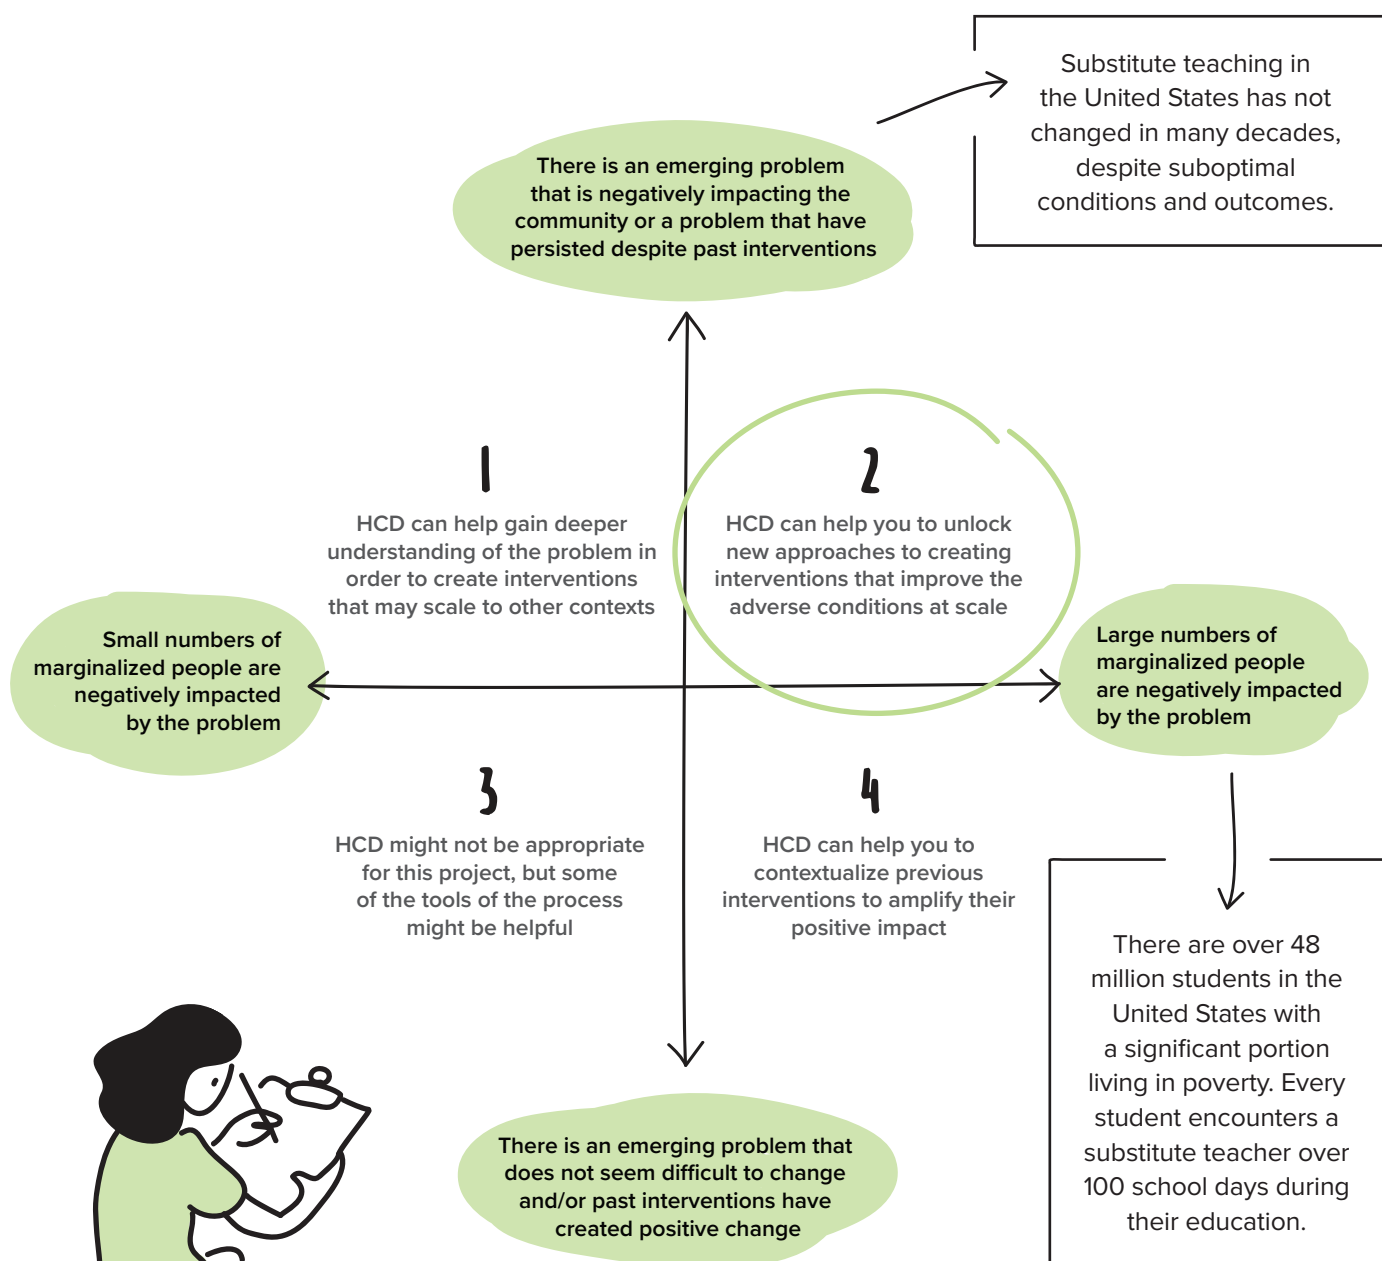 Substitute teaching in
the United States has not
changed in many decades,
despite suboptimal
conditions and outcomes.
There is an emerging problem
that is negatively impacting the
community or a problem that have
persisted despite past interventions
1
HCD can help gain deeper
understanding of the problem in
order to create interventions
that may scale to other contexts
2
HCD can help you to unlock
new approaches to creating
interventions that improve the
adverse conditions at scale
Small numbers of
marginalized people are
negatively impacted
by the problem
Large numbers of
marginalized people
are negatively impacted
by the problem
3
HCD might not be appropriate
for this project, but some
of the tools of the process
might be helpful
4
HCD can help you to
contextualize previous
interventions to amplify their
positive impact
There are over 48
million students in the
United States with
a significant portion
living in poverty. Every
student encounters a
substitute teacher over
100 school days during
their education.
There is an emerging problem that
does not seem difficult to change
and/or past interventions have
created positive change